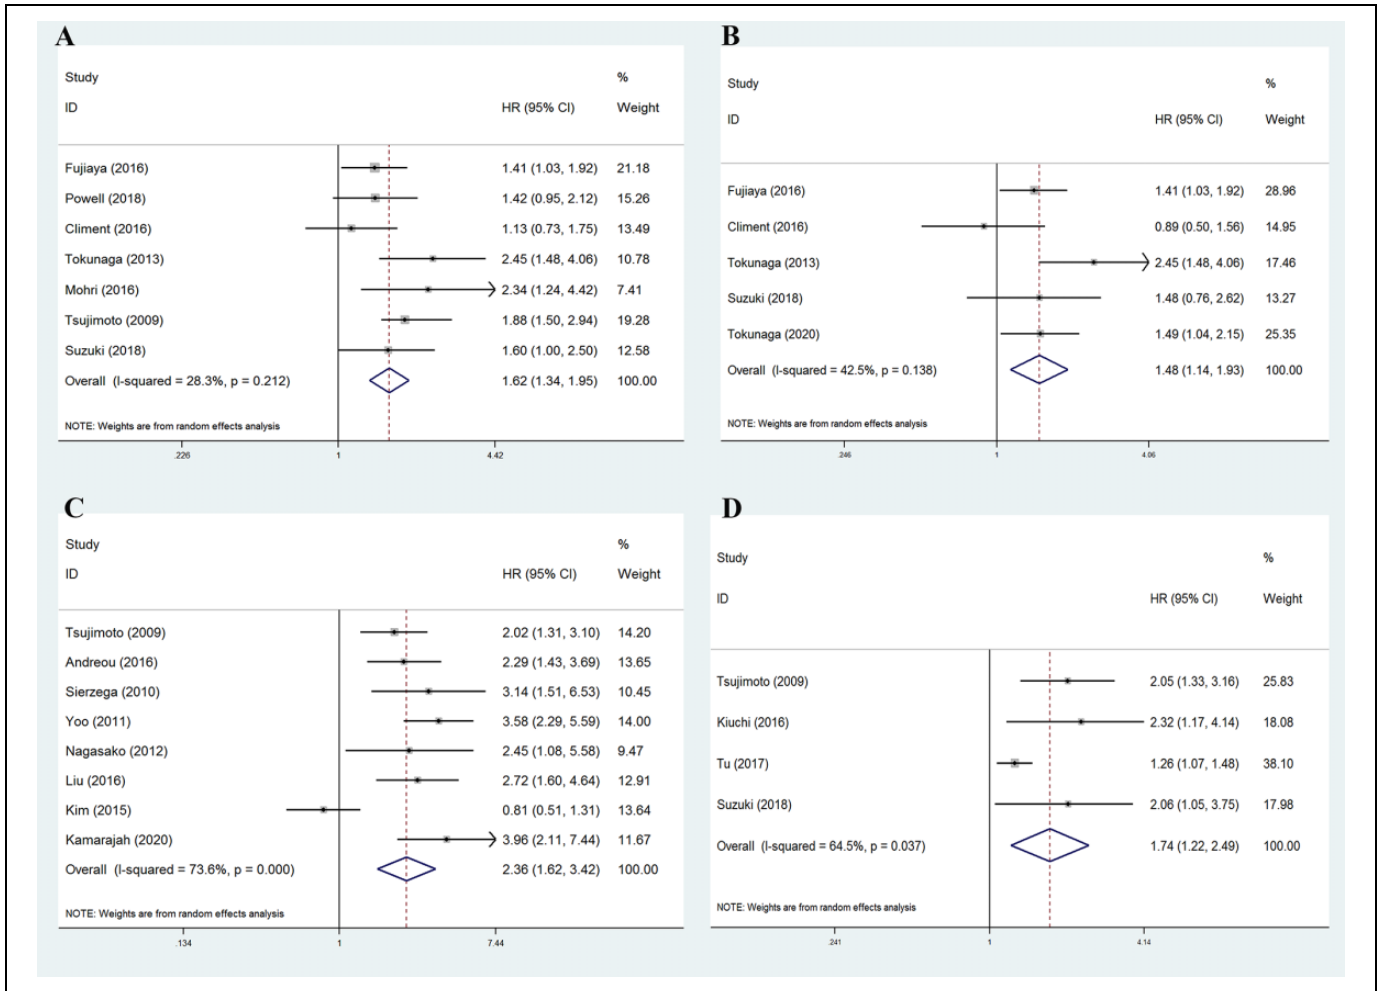 A
Study %
ID HR (95% CI) Weight
Fujiaya (2016) 1.41 (1.03, 1.92) 21.18
Powell (2018) 1.42 (0.95, 2.12) 15.26
Climent (2016) 1.13 (0.73, 1.75) 13.49
Tokunaga (2013) 2.45 (1.48, 4.06) 10.78
Mohri (2016) 2.34 (1.24, 4.42) 7.41
Tsujimoto (2009) 1.88 (1.50, 2.94) 19.28
Suzuki (2018) 1.60 (1.00, 2.50) 12.58
Overall (I-squared = 28.3%, p = 0.212) 1.62 (1.34, 1.95) 100.00
NOTE: Weights are from random effects analysis
.226 1 4.42
B
Study %
ID HR (95% CI) Weight
Fujiaya (2016) 1.41 (1.03, 1.92) 28.96
Climent (2016) 0.89 (0.50, 1.56) 14.95
Tokunaga (2013) 2.45 (1.48, 4.06) 17.46
Suzuki (2018) 1.48 (0.76, 2.62) 13.27
Tokunaga (2020) 1.49 (1.04, 2.15) 25.35
Overall (I-squared = 42.5%, p = 0.138) 1.48 (1.14, 1.93) 100.00
NOTE: Weights are from random effects analysis
.246 1 4.06
C
Study %
ID HR (95% CI) Weight
Tsujimoto (2009) 2.02 (1.31, 3.10) 14.20
Andreou (2016) 2.29 (1.43, 3.69) 13.65
Sierzega (2010) 3.14 (1.51, 6.53) 10.45
Yoo (2011) 3.58 (2.29, 5.59) 14.00
Nagasako (2012) 2.45 (1.08, 5.58) 9.47
Liu (2016) 2.72 (1.60, 4.64) 12.91
Kim (2015) 0.81 (0.51, 1.31) 13.64
Kamarajah (2020) 3.96 (2.11, 7.44) 11.67
Overall (I-squared = 73.6%, p = 0.000) 2.36 (1.62, 3.42) 100.00
NOTE: Weights are from random effects analysis
.134 1 7.44
D
Study %
ID HR (95% CI) Weight
Tsujimoto (2009) 2.05 (1.33, 3.16) 25.83
Kiuchi (2016) 2.32 (1.17, 4.14) 18.08
Tu (2017) 1.26 (1.07, 1.48) 38.10
Suzuki (2018) 2.06 (1.05, 3.75) 17.98
Overall (I-squared = 64.5%, p = 0.037) 1.74 (1.22, 2.49) 100.00
NOTE: Weights are from random effects analysis
.241 1 4.14